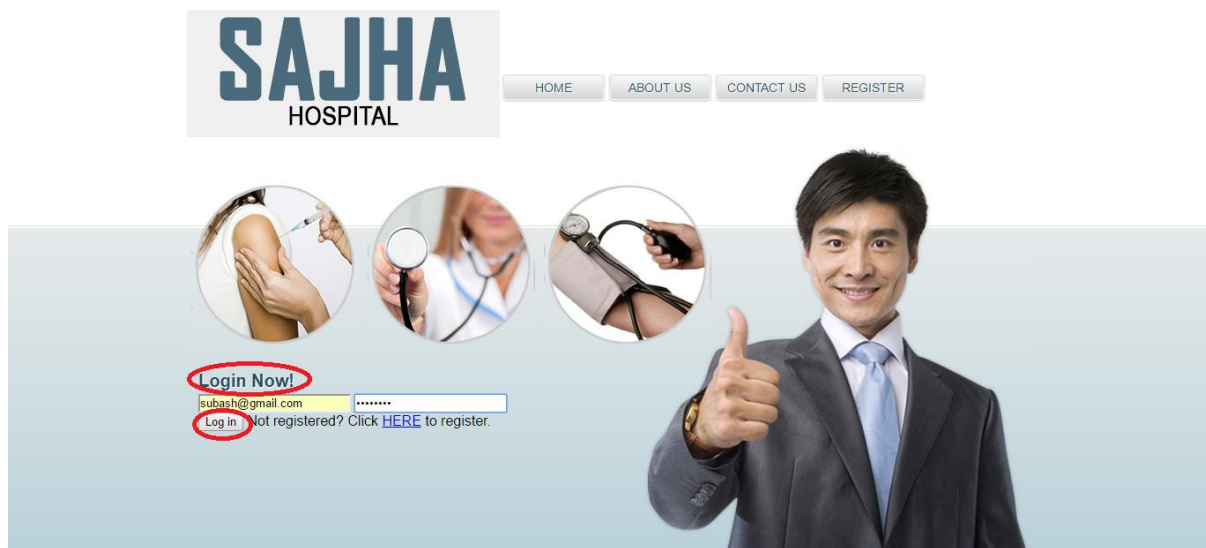 SAJHA
HOSPITAL
HOME ABOUT US CONTACT US REGISTER
Login Now!
subash@gmail.com ••••••••
Log in Not registered? Click HERE to register.